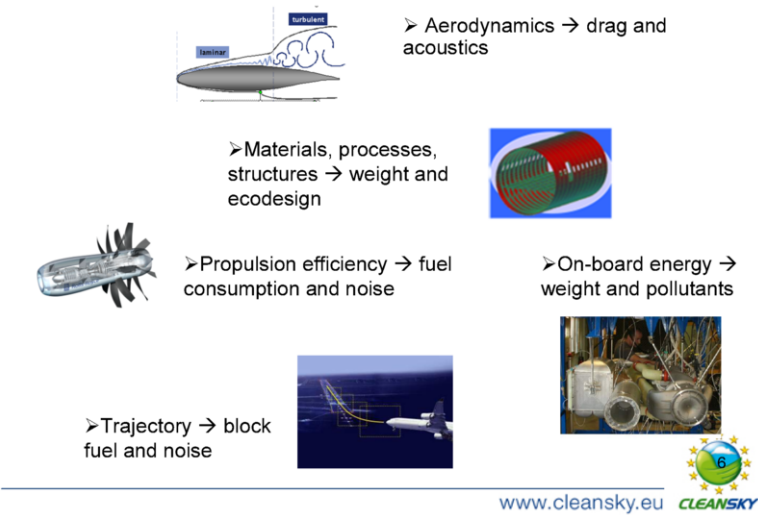 turbulent
laminar
➢ Aerodynamics → drag and
acoustics
➢Materials, processes,
structures → weight and
ecodesign
➢Propulsion efficiency → fuel
consumption and noise
➢On-board energy →
weight and pollutants
➢Trajectory → block
fuel and noise
6
www.cleansky.eu
CLEANSKY